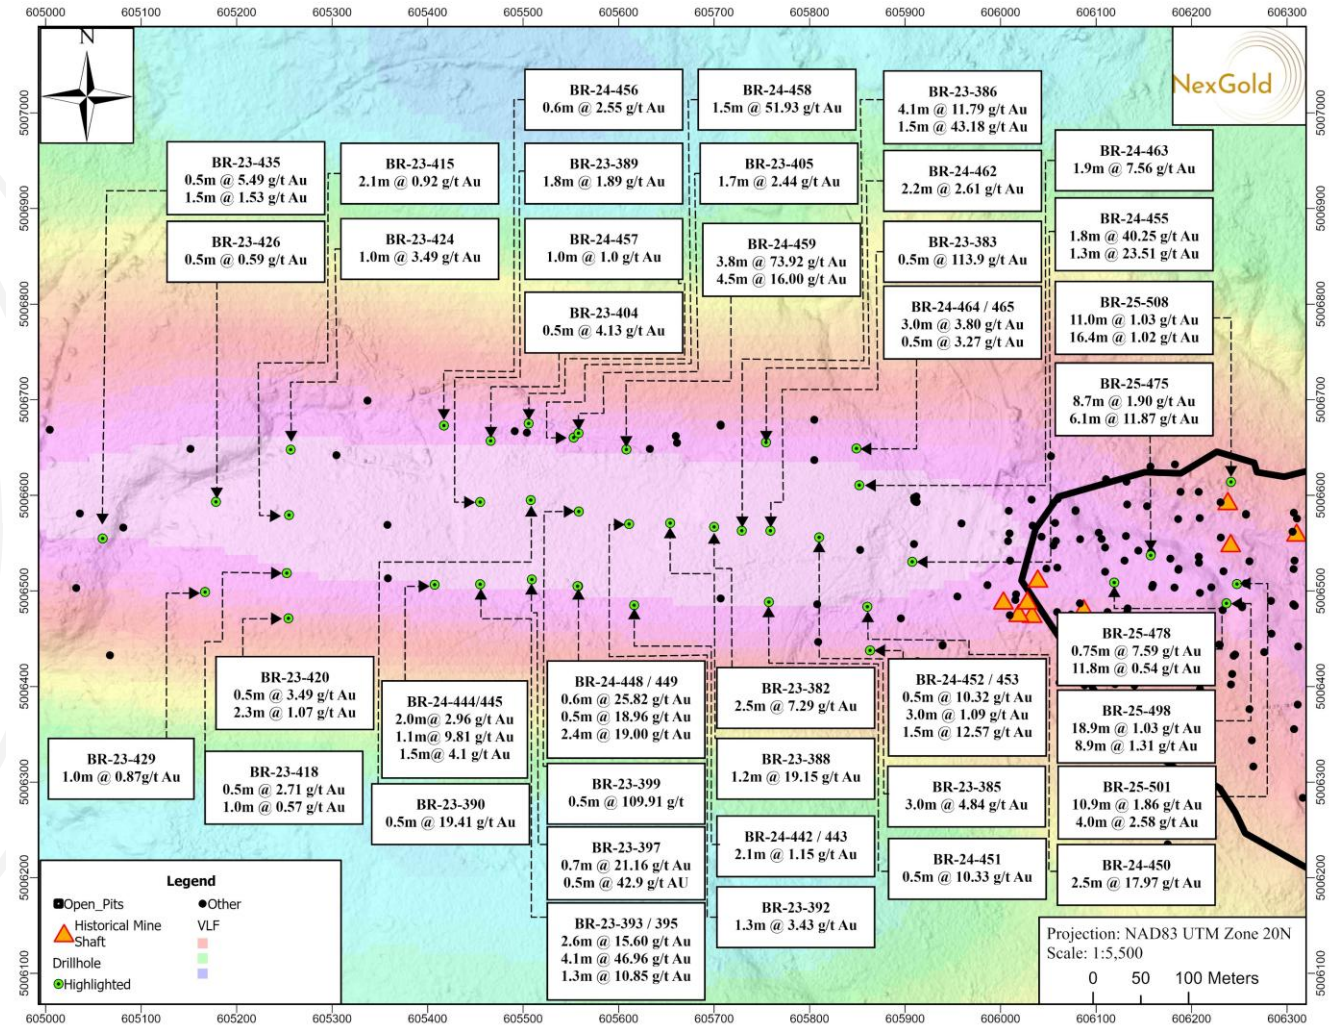 605000 605100 605200 605300 605400 605500 605600 605700 605800 605900 606000 606100 606200 606300
5007000
5006900
5006800
5006700
5006600
5006500
5006400
5006300
5006200
5006100
N
NexGold
BR-24-456
0.6m @ 2.55 g/t Au
BR-24-458
1.5m @ 51.93 g/t Au
BR-23-386
4.1m @ 11.79 g/t Au
1.5m @ 43.18 g/t Au
BR-23-435
0.5m @ 5.49 g/t Au
1.5m @ 1.53 g/t Au
BR-23-415
2.1m @ 0.92 g/t Au
BR-23-389
1.8m @ 1.89 g/t Au
BR-23-405
1.7m @ 2.44 g/t Au
BR-24-462
2.2m @ 2.61 g/t Au
BR-24-463
1.9m @ 7.56 g/t Au
BR-23-426
0.5m @ 0.59 g/t Au
BR-23-424
1.0m @ 3.49 g/t Au
BR-24-457
1.0m @ 1.0 g/t Au
BR-24-459
3.8m @ 73.92 g/t Au
4.5m @ 16.00 g/t Au
BR-23-383
0.5m @ 113.9 g/t Au
BR-24-455
1.8m @ 40.25 g/t Au
1.3m @ 23.51 g/t Au
BR-23-404
0.5m @ 4.13 g/t Au
BR-24-464 / 465
3.0m @ 3.80 g/t Au
0.5m @ 3.27 g/t Au
BR-25-508
11.0m @ 1.03 g/t Au
16.4m @ 1.02 g/t Au
BR-25-475
8.7m @ 1.90 g/t Au
6.1m @ 11.87 g/t Au
BR-25-478
0.75m @ 7.59 g/t Au
11.8m @ 0.54 g/t Au
BR-23-420
0.5m @ 3.49 g/t Au
2.3m @ 1.07 g/t Au
BR-24-444/445
2.0m@ 2.96 g/t Au
1.1m@ 9.81 g/t Au
1.5m@ 4.1 g/t Au
BR-24-448 / 449
0.6m @ 25.82 g/t Au
0.5m @ 18.96 g/t Au
2.4m @ 19.00 g/t Au
BR-23-382
2.5m @ 7.29 g/t Au
BR-24-452 / 453
0.5m @ 10.32 g/t Au
3.0m @ 1.09 g/t Au
1.5m @ 12.57 g/t Au
BR-25-498
18.9m @ 1.03 g/t Au
8.9m @ 1.31 g/t Au
BR-23-429
1.0m @ 0.87g/t Au
BR-23-418
0.5m @ 2.71 g/t Au
1.0m @ 0.57 g/t Au
BR-23-390
0.5m @ 19.41 g/t Au
BR-23-399
0.5m @ 109.91 g/t
BR-23-388
1.2m @ 19.15 g/t Au
BR-23-385
3.0m @ 4.84 g/t Au
BR-25-501
10.9m @ 1.86 g/t Au
4.0m @ 2.58 g/t Au
BR-23-397
0.7m @ 21.16 g/t Au
0.5m @ 42.9 g/t AU
BR-24-442 / 443
2.1m @ 1.15 g/t Au
BR-24-451
0.5m @ 10.33 g/t Au
BR-24-450
2.5m @ 17.97 g/t Au
BR-23-393 / 395
2.6m @ 15.60 g/t Au
4.1m @ 46.96 g/t Au
1.3m @ 10.85 g/t Au
BR-23-392
1.3m @ 3.43 g/t Au
Legend
Open_Pits
Historical Mine
Shaft
Drillhole
Highlighted
Other
VLF
Projection: NAD83 UTM Zone 20N
Scale: 1:5,500
0 50 100 Meters
5007000
5006900
5006800
5006700
5006600
5006500
5006400
5006300
5006200
5006100
605000 605100 605200 605300 605400 605500 605600 605700 605800 605900 606000 606100 606200 606300